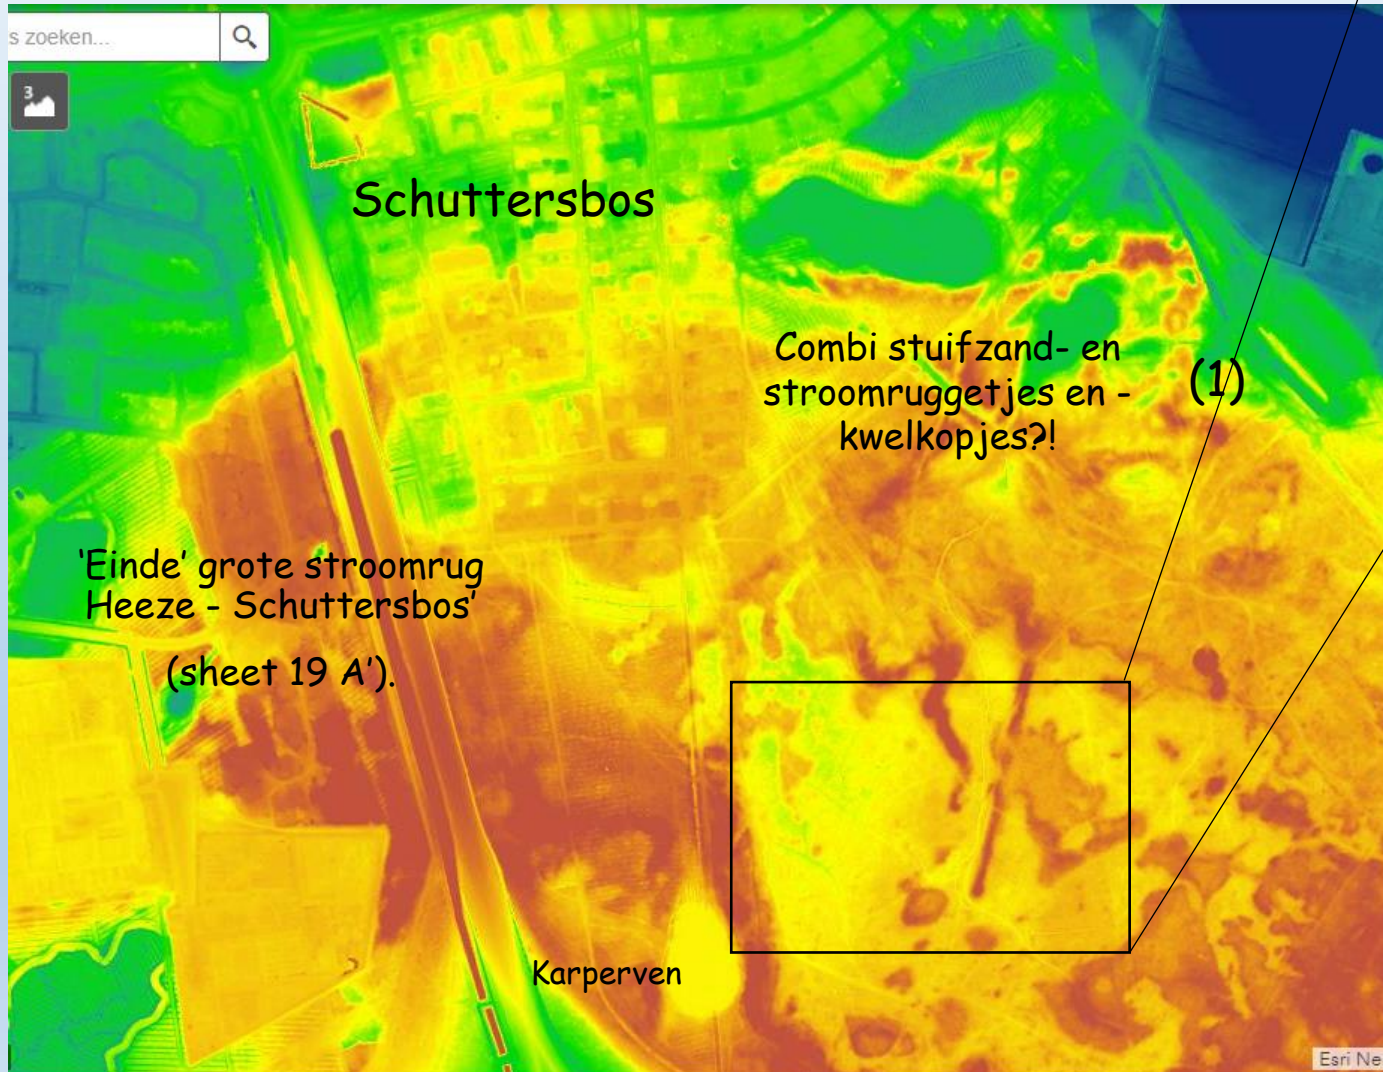 s zoeken...
3
Schuttersbos
Combi stuifzand- en
stroomruggetjes en -
kwelkopjes?!
(1)
'Einde' grote stroomrug
Heeze - Schuttersbos'
(sheet 19 A').
Karperven
Esri Ne